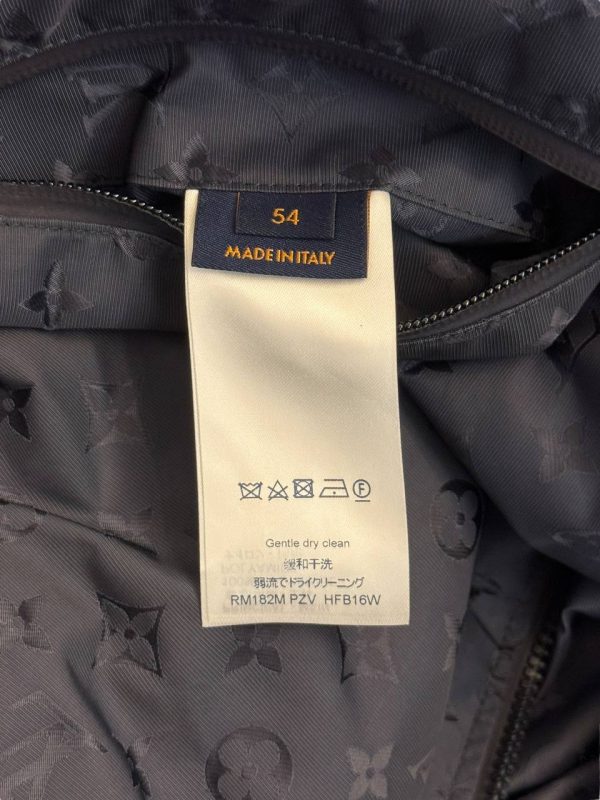 54
MADE IN ITALY
Gentle dry clean
缓和干洗
弱流でドライクリーニング
RM182M PZV HFB16W